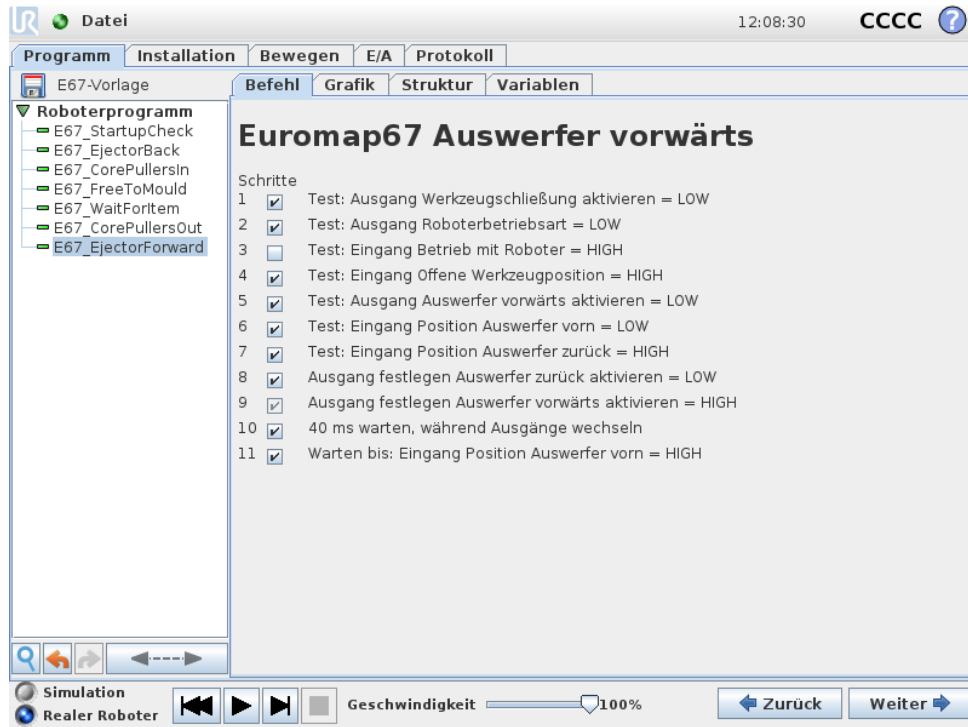 UR Datei 12:08:30 CCCC ?
Programm Installation Bewegen E/A Protokoll
E67-Vorlage
Befehl Grafik Struktur Variablen
Roboterprogramm
E67_StartupCheck
E67_EjectorBack
E67_CorePullersIn
E67_FreeToMould
E67_WaitForItem
E67_CorePullersOut
E67_EjectorForward
Euromap67 Auswerfer vorwärts
Schritte
1 Test: Ausgang Werkzeugschließung aktivieren = LOW
2 Test: Ausgang Roboterbetriebsart = LOW
3 Test: Eingang Betrieb mit Roboter = HIGH
4 Test: Eingang Offene Werkzeugposition = HIGH
5 Test: Ausgang Auswerfer vorwärts aktivieren = LOW
6 Test: Eingang Position Auswerfer vorn = LOW
7 Test: Eingang Position Auswerfer zurück = HIGH
8 Ausgang festlegen Auswerfer zurück aktivieren = LOW
9 Ausgang festlegen Auswerfer vorwärts aktivieren = HIGH
10 40 ms warten, während Ausgänge wechseln
11 Warten bis: Eingang Position Auswerfer vorn = HIGH
Simulation
Realer Roboter
Geschwindigkeit 100%
Zurück
Weiter